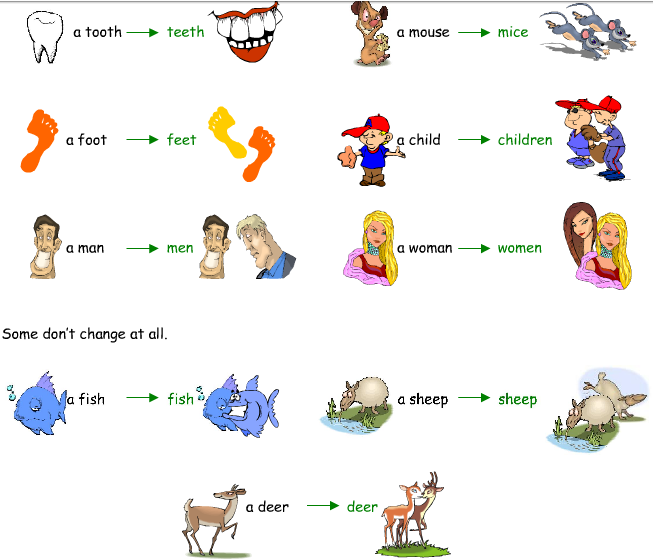 a tooth teeth a mouse mice
a foot feet a child children
a man men a woman women
Some don't change at all.
a fish fish a sheep sheep
a deer deer